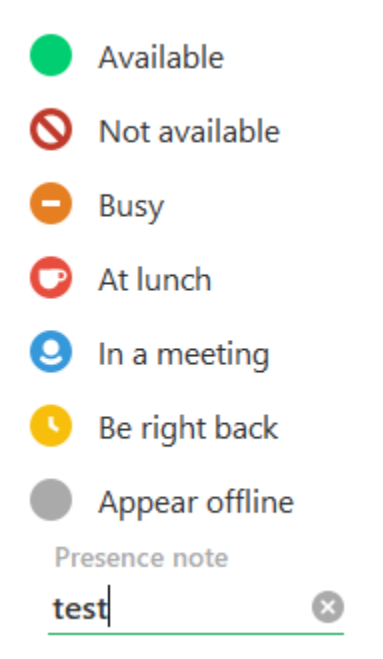 Available
Not available
Busy
At lunch
In a meeting
Be right back
Appear offline
Presence note
test